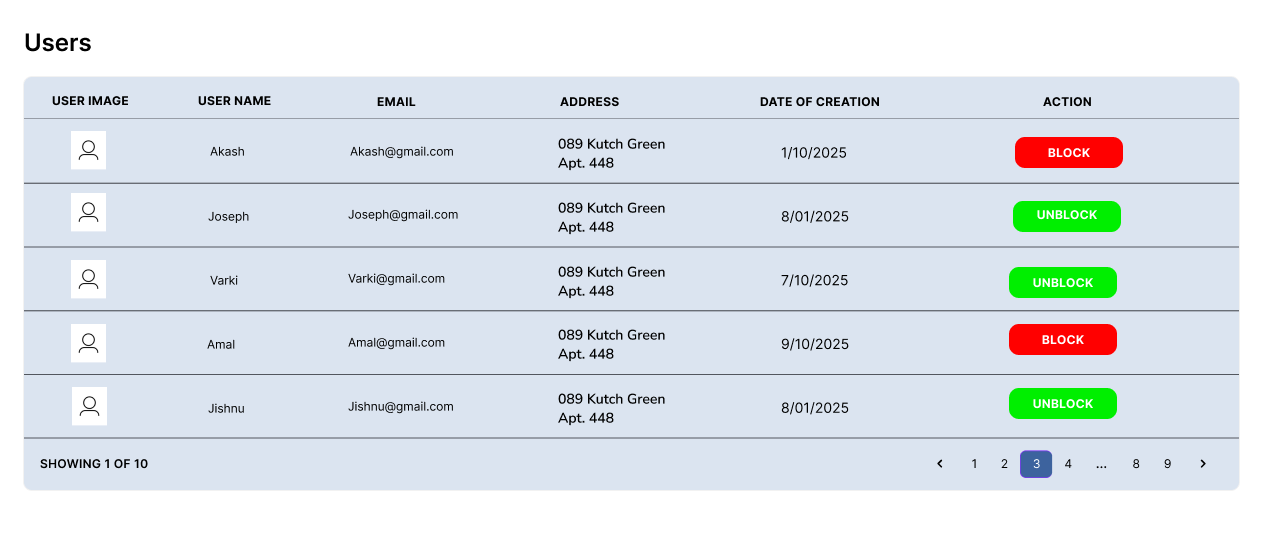 Users
USER IMAGE USER NAME EMAIL ADDRESS DATE OF CREATION ACTION
Akash Akash@gmail.com 089 Kutch Green Apt. 448 1/10/2025 BLOCK
Joseph Joseph@gmail.com 089 Kutch Green Apt. 448 8/01/2025 UNBLOCK
Varki Varki@gmail.com 089 Kutch Green Apt. 448 7/10/2025 UNBLOCK
Amal Amal@gmail.com 089 Kutch Green Apt. 448 9/10/2025 BLOCK
Jishnu Jishnu@gmail.com 089 Kutch Green Apt. 448 8/01/2025 UNBLOCK
SHOWING 1 OF 10 1 2 3 4 ... 8 9